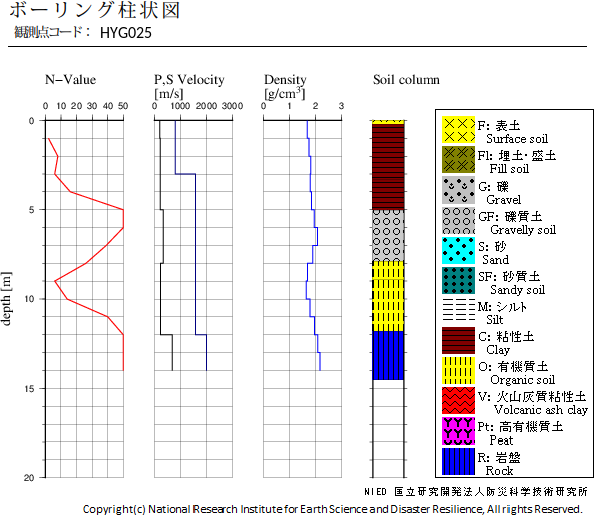 ボーリング柱状図
観測点コード： HYG025
N-Value
P,S Velocity
[m/s]
Density
[g/cm3]
Soil column
0 10 20 30 40 50
0 1000 2000 3000
0 1 2 3
0
5
10
15
20
depth [m]
F: 表土
Surface soil
Fl: 埋土・盛土
Fill soil
G: 礫
Gravel
GF: 礫質土
Gravelly soil
S: 砂
Sand
SF: 砂質土
Sandy soil
M: シルト
Silt
C: 粘性土
Clay
O: 有機質土
Organic soil
V: 火山灰質粘性土
Volcanic ash clay
Pt: 高有機質土
Peat
R: 岩盤
Rock
NIED 国立研究開発法人防災科学技術研究所
Copyright(c) National Research Institute for Earth Science and Disaster Resilience, All rights Reserved.